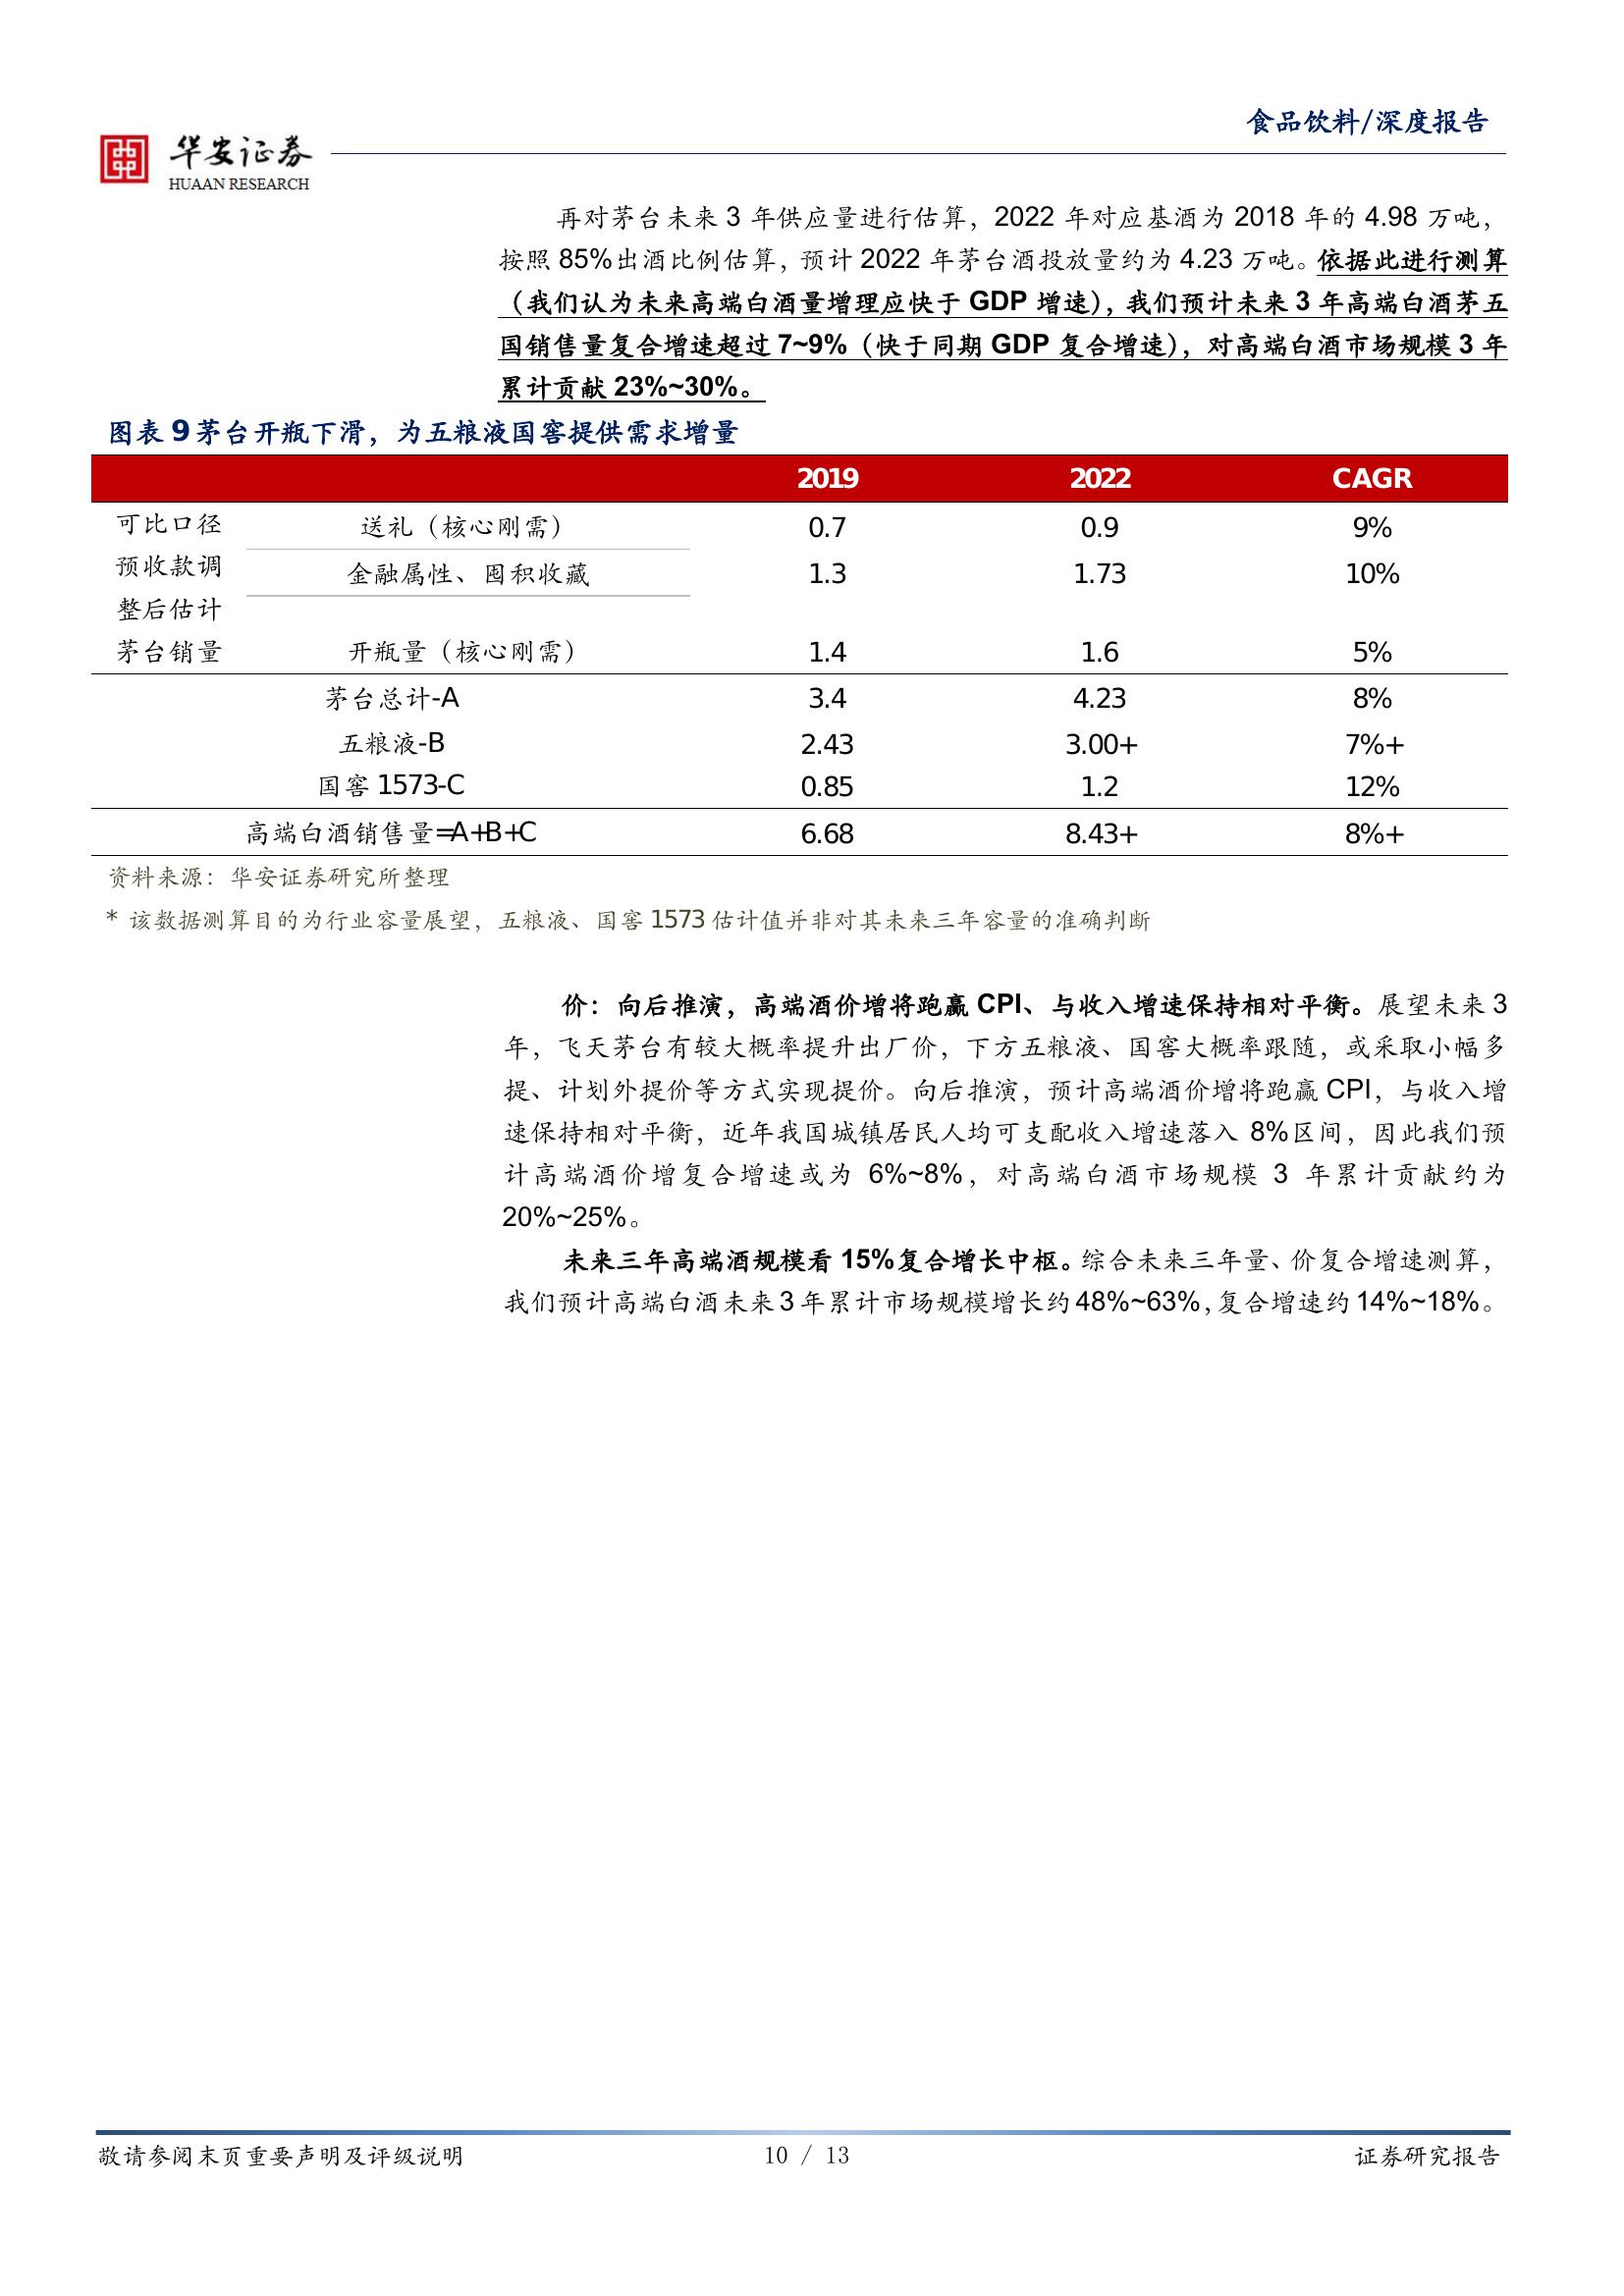 食品饮料/深度报告
华安证券
HUAAN RESEARCH
再对茅台未来 3 年供应量进行估算，2022 年对应基酒为 2018 年的 4.98 万吨，
按照 85%出酒比例估算，预计 2022 年茅台酒投放量约为 4.23 万吨。依据此进行测算
（我们认为未来高端白酒量增理应快于 GDP 增速），我们预计未来 3 年高端白酒茅五
国销售量复合增速超过 7~9%（快于同期 GDP 复合增速），对高端白酒市场规模 3 年
累计贡献 23%~30%。
图表 9 茅台开瓶下滑，为五粮液国窖提供需求增量
2019 2022 CAGR
可比口径 送礼（核心刚需） 0.7 0.9 9%
预收款调 金融属性、囤积收藏 1.3 1.73 10%
整后估计
茅台销量 开瓶量（核心刚需） 1.4 1.6 5%
茅台总计-A 3.4 4.23 8%
五粮液-B 2.43 3.00+ 7%+
国窖 1573-C 0.85 1.2 12%
高端白酒销售量=A+B+C 6.68 8.43+ 8%+
资料来源：华安证券研究所整理
* 该数据测算目的为行业容量展望，五粮液、国窖 1573 估计值并非对其未来三年容量的准确判断
价：向后推演，高端酒价增将跑赢 CPI、与收入增速保持相对平衡。展望未来 3
年，飞天茅台有较大概率提升出厂价，下方五粮液、国窖大概率跟随，或采取小幅多
提、计划外提价等方式实现提价。向后推演，预计高端酒价增将跑赢 CPI，与收入增
速保持相对平衡，近年我国城镇居民人均可支配收入增速落入 8%区间，因此我们预
计高端酒价增复合增速或为 6%~8%，对高端白酒市场规模 3 年累计贡献约为
20%~25%。
未来三年高端酒规模看 15%复合增长中枢。综合未来三年量、价复合增速测算，
我们预计高端白酒未来 3 年累计市场规模增长约 48%~63%，复合增速约 14%~18%。
敬请参阅末页重要声明及评级说明 10 / 13 证券研究报告